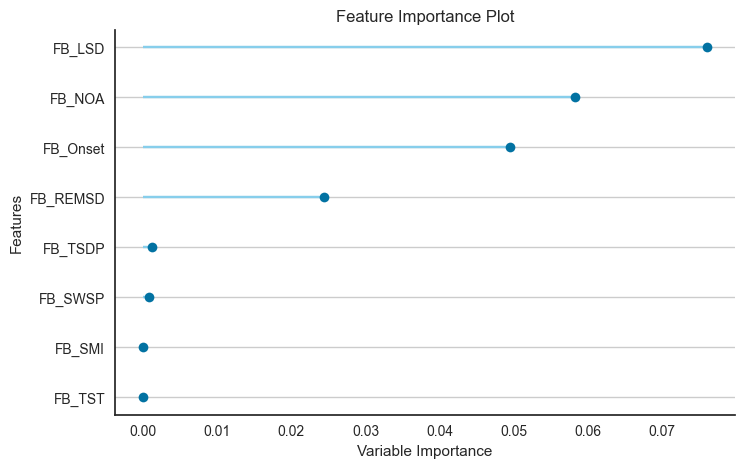 Feature Importance Plot
FB_LSD
FB_NOA
FB_Onset
FB_REMSD
FB_TSDP
FB_SWSP
FB_SMI
FB_TST
Features
0.00 0.01 0.02 0.03 0.04 0.05 0.06 0.07
Variable Importance